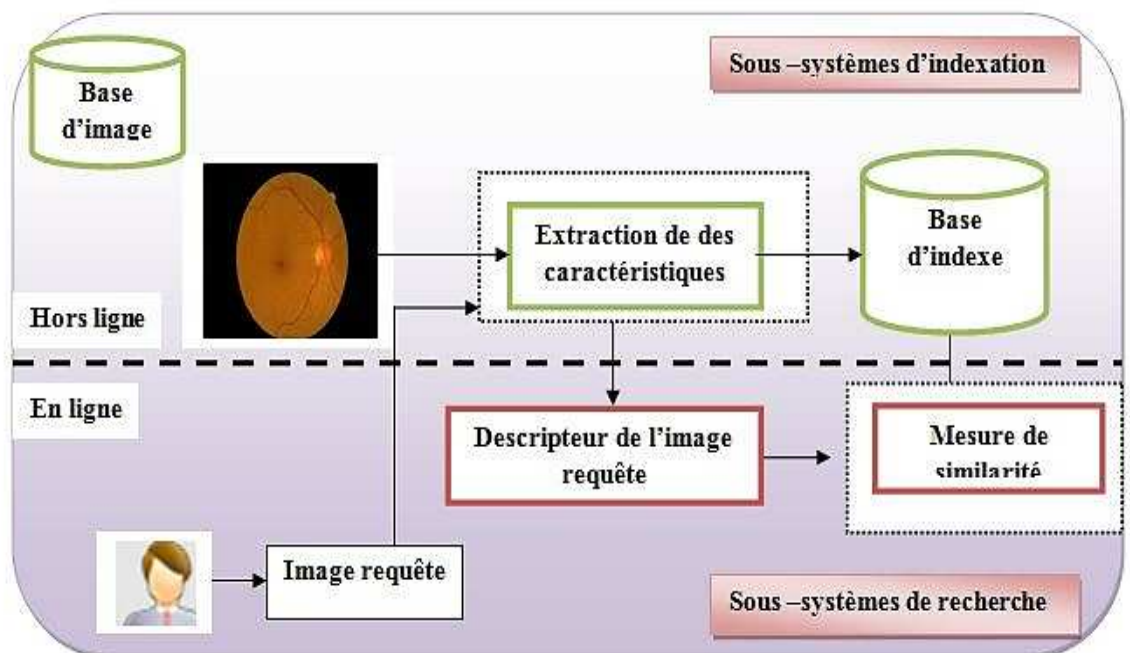 Base
d'image
Sous –systèmes d'indexation
Extraction de des
caractéristiques
Base
d'indexe
Hors ligne
En ligne
Descripteur de l'image
requête
Mesure de
similarité
Image requête
Sous –systèmes de recherche